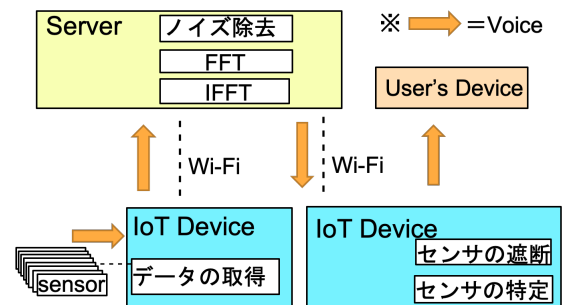 Server
ノイズ除去
FFT
IFFT
※ =Voice
User's Device
Wi-Fi
Wi-Fi
IoT Device
データの取得
sensor
IoT Device
センサの遮断
センサの特定